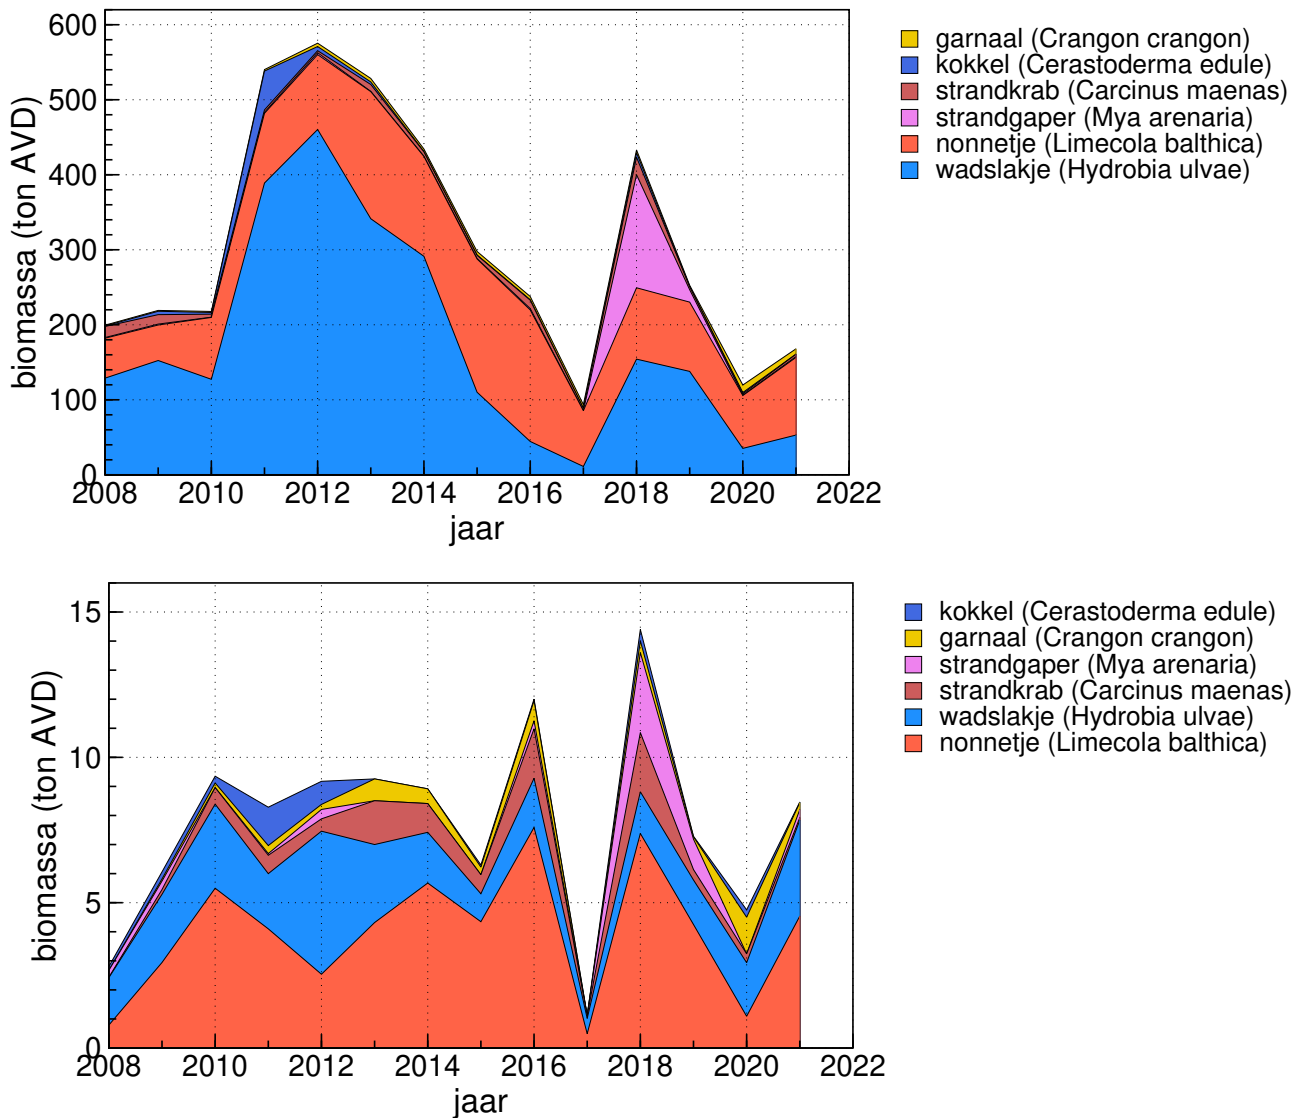 600
500
400
300
200
100
0
biomassa (ton AVD)
2008 2010 2012 2014 2016 2018 2020 2022
jaar
garnaal (Crangon crangon)
kokkel (Cerastoderma edule)
strandkrab (Carcinus maenas)
strandgaper (Mya arenaria)
nonnetje (Limecola balthica)
wadslakje (Hydrobia ulvae)
15
10
5
0
biomassa (ton AVD)
2008 2010 2012 2014 2016 2018 2020 2022
jaar
kokkel (Cerastoderma edule)
garnaal (Crangon crangon)
strandgaper (Mya arenaria)
strandkrab (Carcinus maenas)
wadslakje (Hydrobia ulvae)
nonnetje (Limecola balthica)